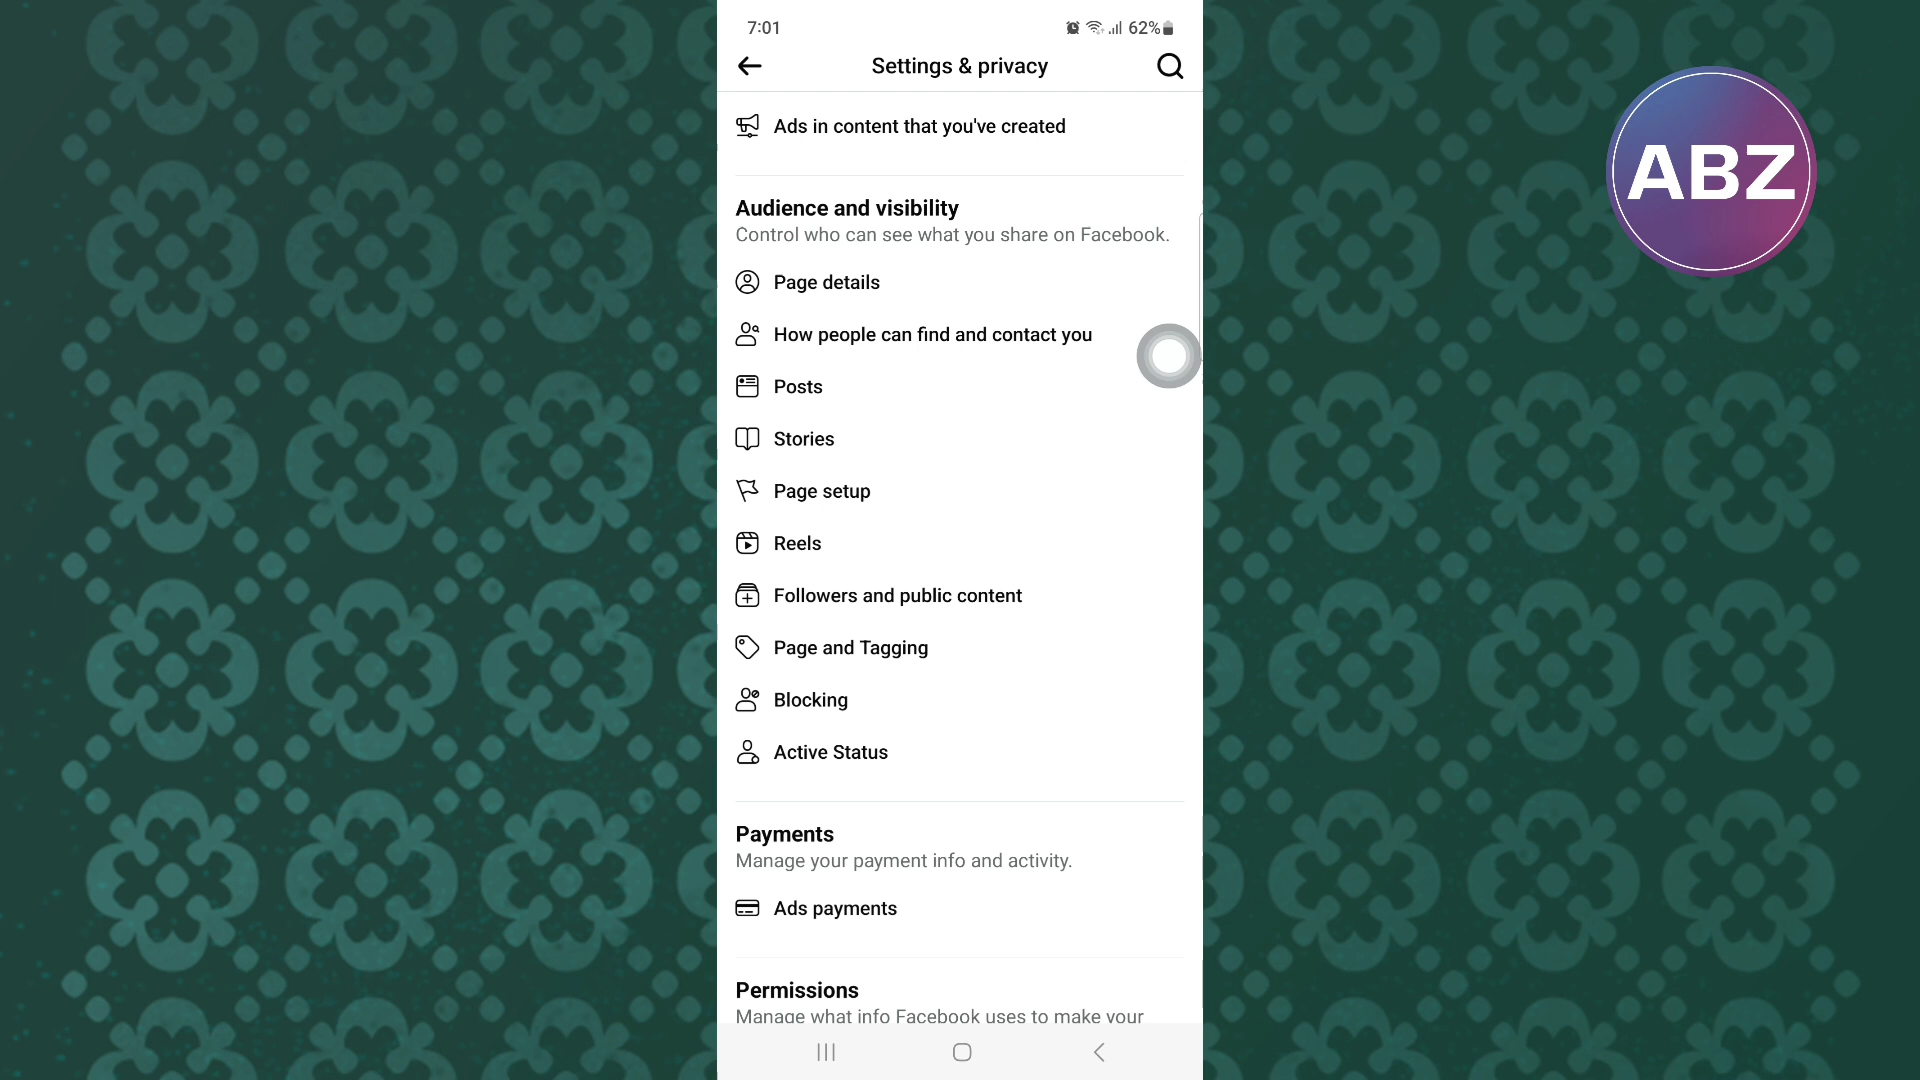 7:01
62%
Settings & privacy
Ads in content that you've created
Audience and visibility
Control who can see what you share on Facebook.
Page details
How people can find and contact you
Posts
Stories
Page setup
Reels
Followers and public content
Page and Tagging
Blocking
Active Status
Payments
Manage your payment info and activity.
Ads payments
Permissions
Manage what info Facebook uses to make your
ABZ